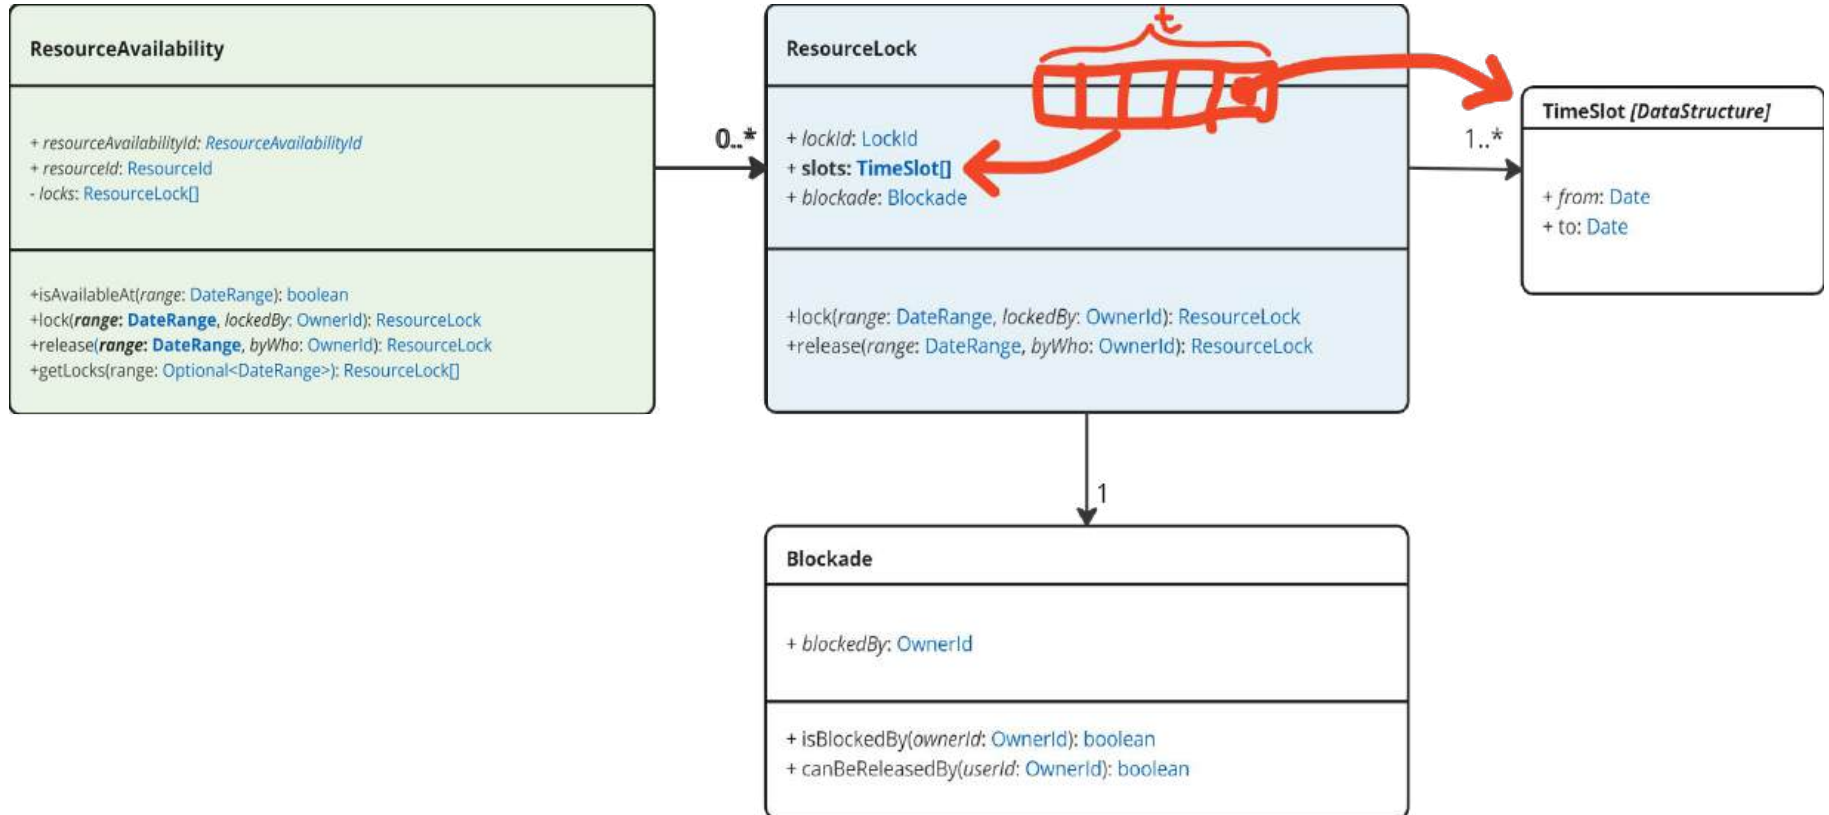 ResourceAvailability
+ resourceAvailabilityId: ResourceAvailabilityId
+ resourceId: ResourceId
- locks: ResourceLock[]
+isAvailableAt(range: DateRange): boolean
+lock(range: DateRange, lockedBy: OwnerId): ResourceLock
+release(range: DateRange, byWho: OwnerId): ResourceLock
+getLocks(range: Optional<DateRange>): ResourceLock[]
0..*
t
ResourceLock
+ lockId: LockId
+ slots: TimeSlot[]
+ blockade: Blockade
+lock(range: DateRange, lockedBy: OwnerId): ResourceLock
+release(range: DateRange, byWho: OwnerId): ResourceLock
1..*
TimeSlot [DataStructure]
+ from: Date
+ to: Date
1
Blockade
+ blockedBy: OwnerId
+ isBlockedBy(ownerId: OwnerId): boolean
+ canBeReleasedBy(userId: OwnerId): boolean